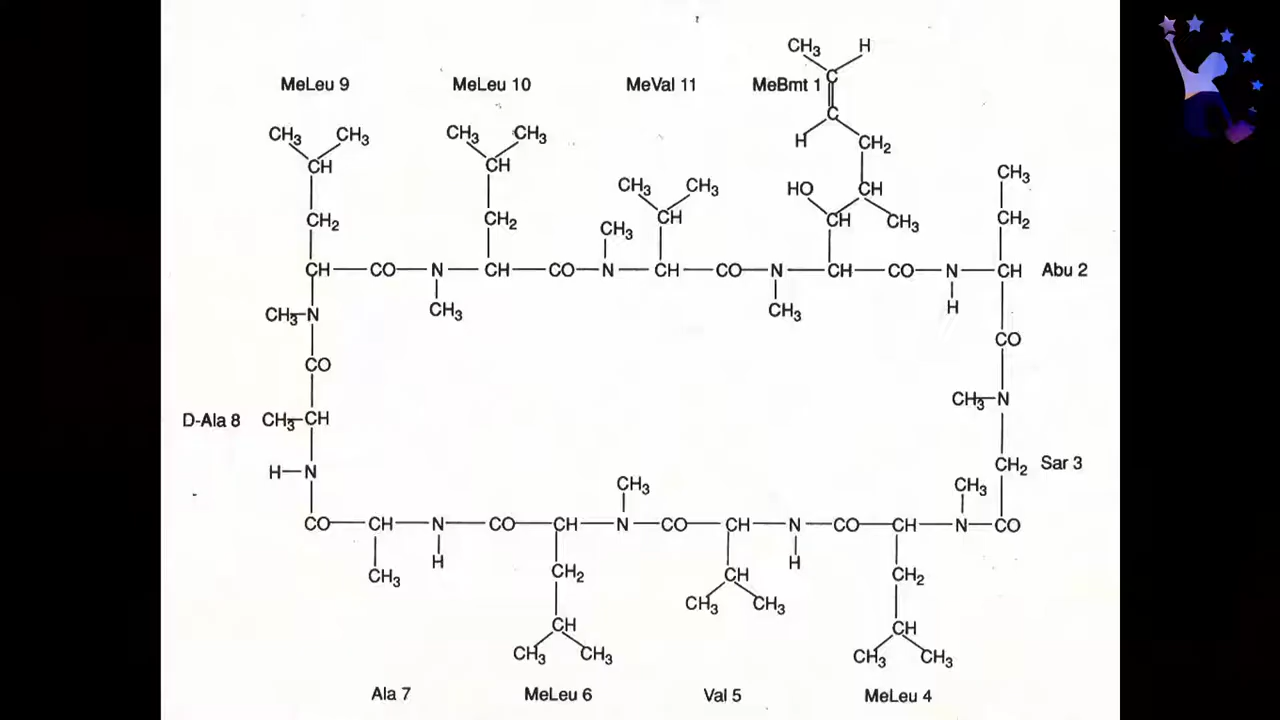 CH₃ H
MeLeu 9 MeLeu 10 MeVal 11 MeBmt 1 C
C
CH₃ CH₃ CH₃ CH₃ H CH₂
CH CH CH₃
CH₃ CH₃ HO CH
CH₂ CH₂ CH₃ CH CH CH₃ CH₂
CH CO N CH CO N CH CO N CH CO N CH Abu 2
CH₃ CH₃ H
CH₃ N
CO
CO
D-Ala 8 CH₃ CH CH₃ N
H N CH₂ Sar 3
CH₃ CH₃
CO CH N CO CH N CO CH N CO CH N CO
H H
CH₃ CH₂ CH CH₂
CH₃ CH₃
CH CH
CH₃ CH₃ CH₃ CH₃
Ala 7 MeLeu 6 Val 5 MeLeu 4